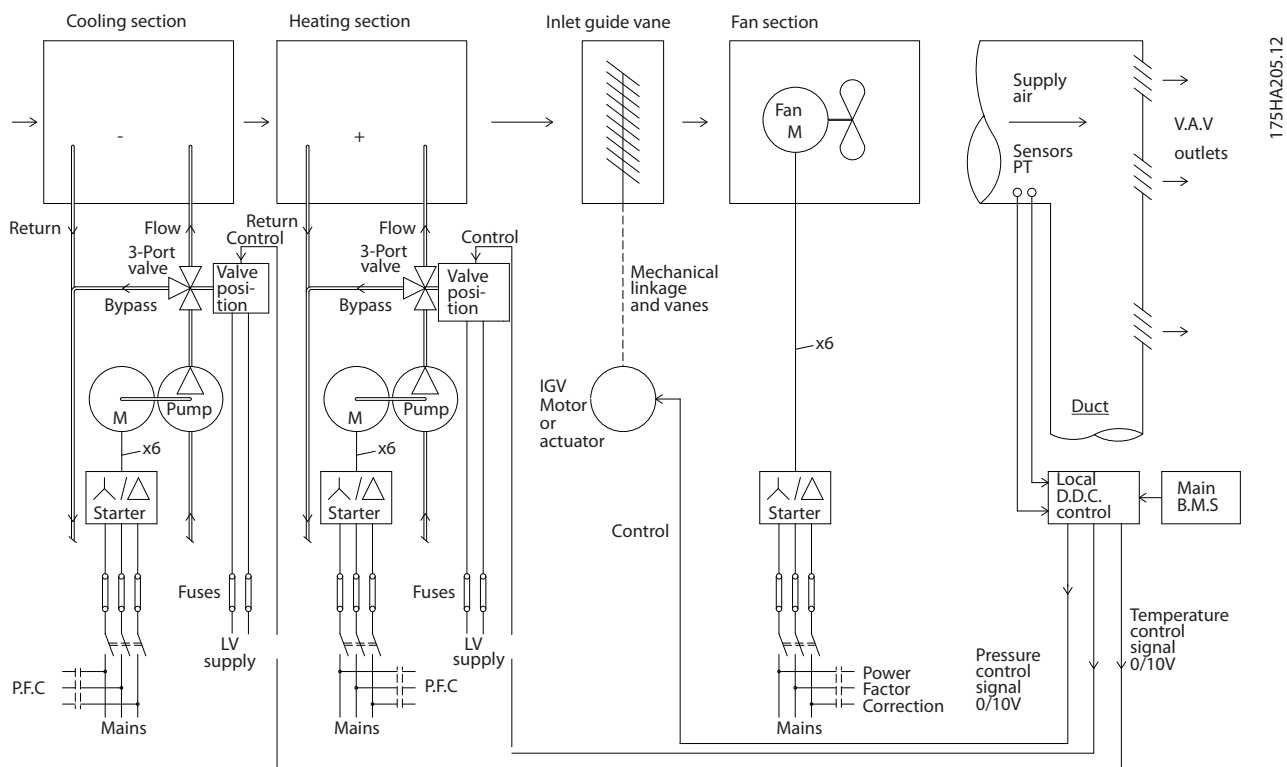 Cooling section
Heating section
Inlet guide vane
Fan section
175HA205.12
-
+
Fan
M
Supply
air
Sensors
PT
V.A.V
outlets
Return
Flow
3-Port
valve
Bypass
Control
Valve
posi-
tion
Return
Flow
3-Port
valve
Bypass
Control
Valve
posi-
tion
Mechanical
linkage
and vanes
x6
M
Pump
x6
M
Pump
x6
IGV
Motor
or
actuator
Duct
Starter
Starter
Starter
Local
D.D.C.
control
Main
B.M.S
Control
Fuses
Fuses
LV
supply
LV
supply
P.F.C
P.F.C
Mains
Mains
Mains
Power
Factor
Correction
Pressure
control
signal
0/10V
Temperature
control
signal
0/10V